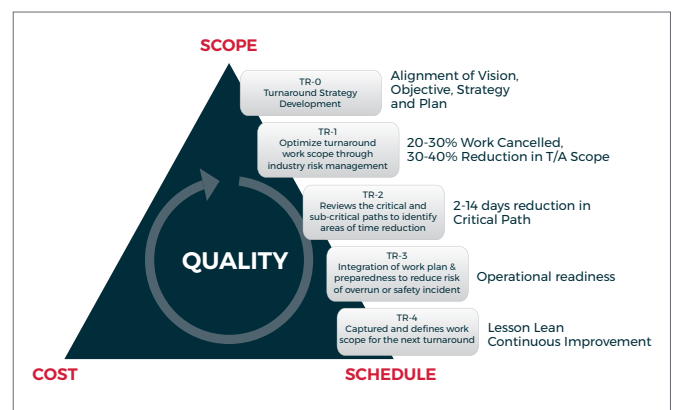 SCOPE
TR-0
Turnaround Strategy
Development
Alignment of Vision,
Objective, Strategy
and Plan
TR-1
Optimize turnaround
work scope through
industry risk management
20-30% Work Cancelled,
30-40% Reduction in T/A Scope
TR-2
Reviews the critical and
sub-critical paths to identify
areas of time reduction
2-14 days reduction in
Critical Path
QUALITY
TR-3
Integration of work plan &
preparedness to reduce risk
of overrun or safety incident
Operational readiness
TR-4
Captured and defines work
scope for the next turnaround
Lesson Lean
Continuous Improvement
COST
SCHEDULE